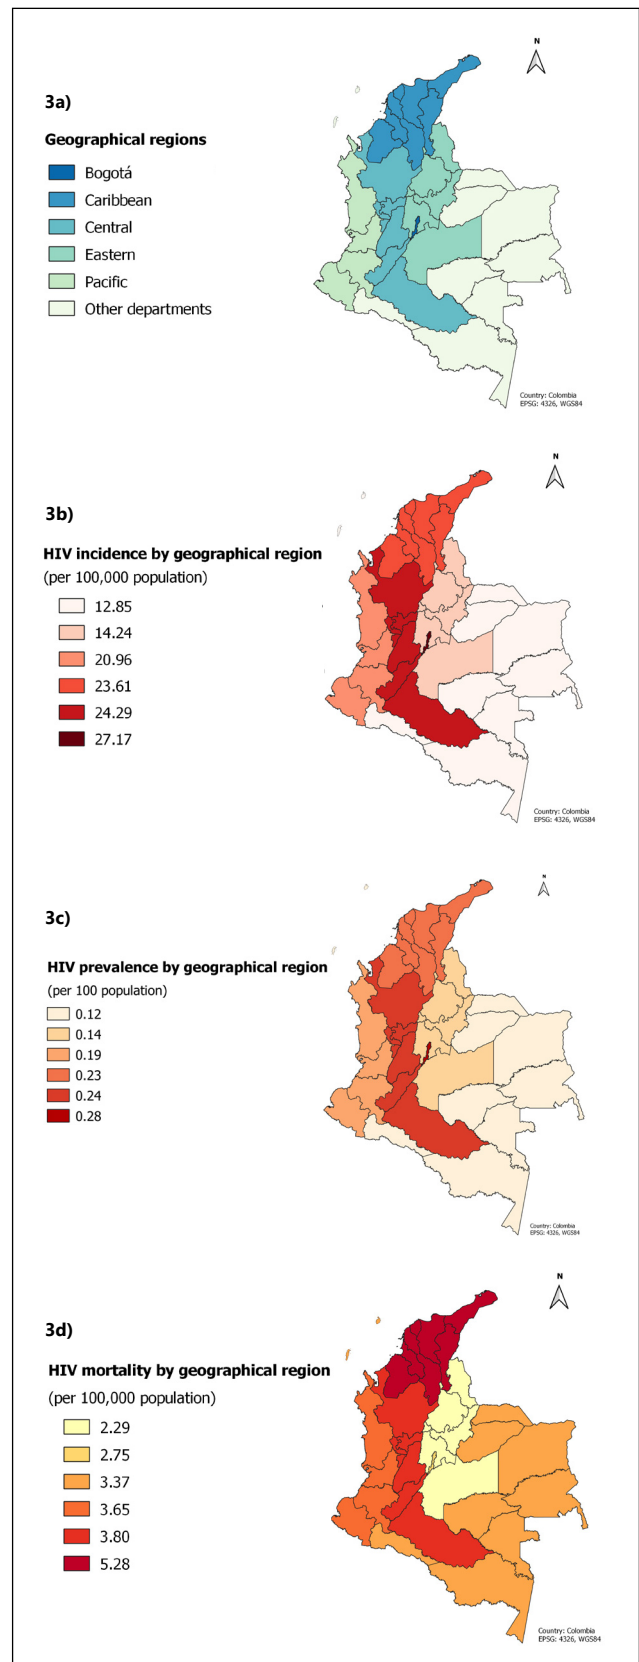 N
3a)
Geographical regions
Bogotá
Caribbean
Central
Eastern
Pacific
Other departments
Country: Colombia
EPSG: 4326, WGS84
N
3b)
HIV incidence by geographical region
(per 100,000 population)
12.85
14.24
20.96
23.61
24.29
27.17
Country: Colombia
EPSG: 4326, WGS84
N
3c)
HIV prevalence by geographical region
(per 100 population)
0.12
0.14
0.19
0.23
0.24
0.28
Country: Colombia
EPSG: 4326, WGS84
N
3d)
HIV mortality by geographical region
(per 100,000 population)
2.29
2.75
3.37
3.65
3.80
5.28
Country: Colombia
EPSG: 4326, WGS84